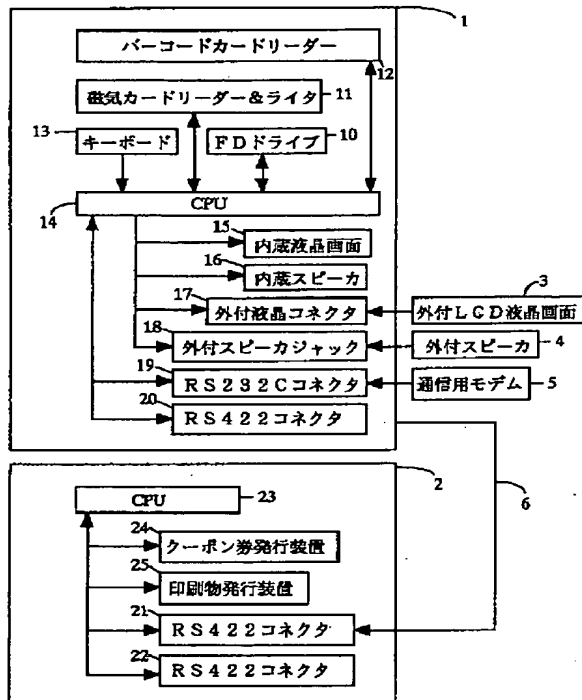 1
バーコードカードリーダー
12
磁気カードリーダー&ライタ
11
13
キーボード
FDドライブ
10
CPU
14
15
内蔵液晶画面
16
内蔵スピーカ
17
外付液晶コネクタ
3
外付LCD液晶画面
18
外付スピーカジャック
外付スピーカ
4
19
RS232Cコネクタ
通信用モデム
5
20
RS422コネクタ
2
6
CPU
23
24
クーポン券発行装置
25
印刷物発行装置
21
RS422コネクタ
22
RS422コネクタ